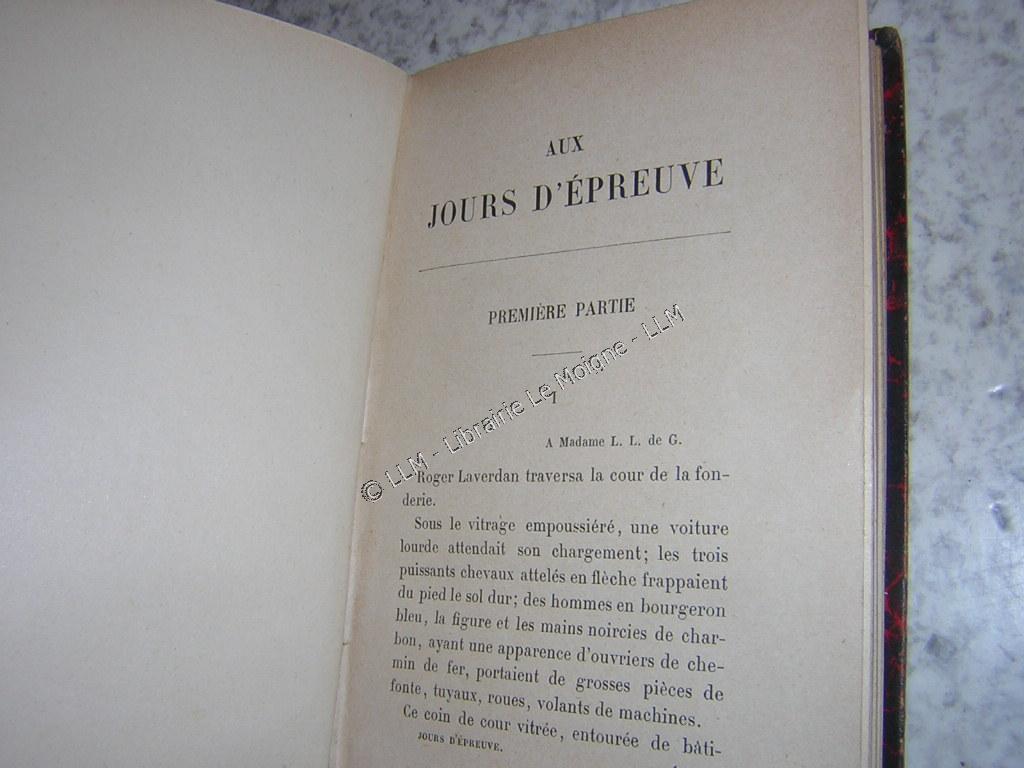 AUX
JOURS D'ÉPREUVE
PREMIÈRE PARTIE
I
A Madame L. L. de G.
Roger Laverdan traversa la cour de la fon-
derie.
Sous le vitrage empoussiéré, une voiture
lourde attendait son chargement; les trois
puissants chevaux attelés en flèche frappaient
du pied le sol dur; des hommes en bourgeron
bleu, la figure et les mains noircies de char-
bon, ayant une apparence d'ouvriers de che-
min de fer, portaient de grosses pièces de
fonte, tuyaux, roues, volants de machines.
Ce coin de cour vitrée, entourée de bâti-
JOURS D'ÉPREUVE.
© LLM - Librairie Le Moigne - LLM